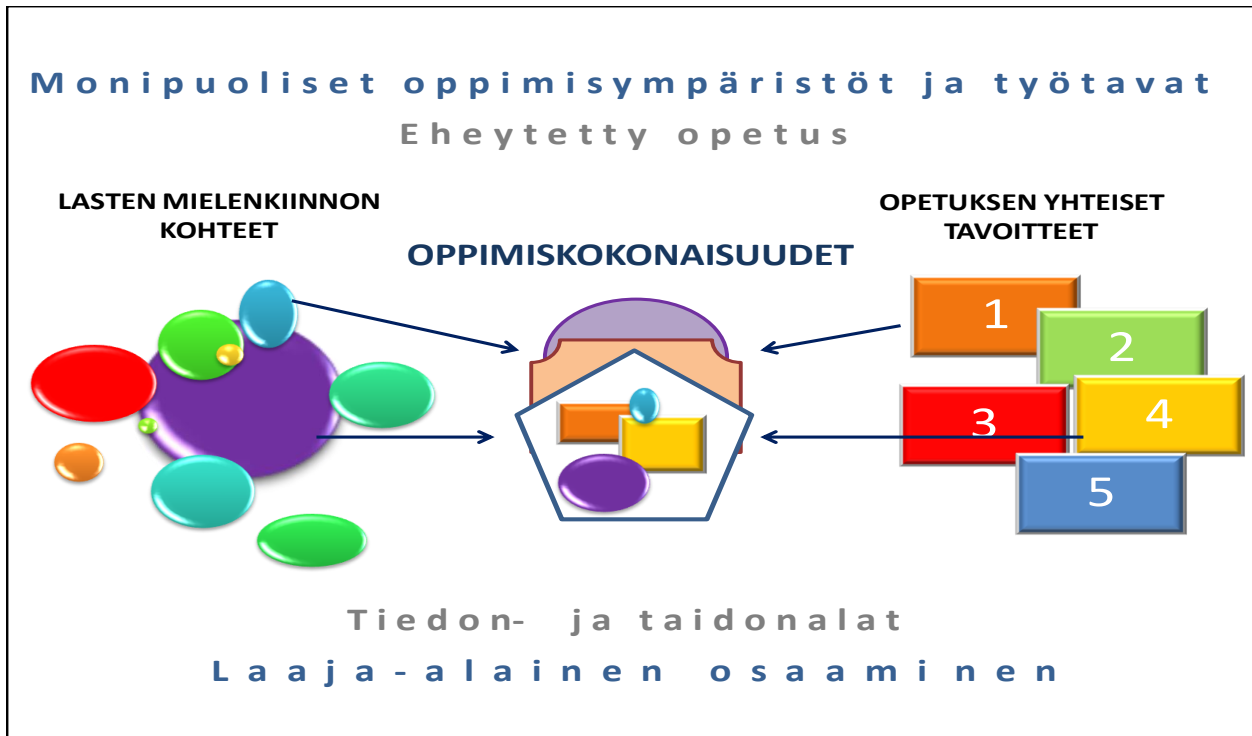 Monipuoliset oppimisympäristöt ja työtavat
Eheytetty opetus
LASTEN MIELENKIINNON
KOHTEET
OPPIMISKOKONAISUUDET
OPETUKSEN YHTEISET
TAVOITTEET
1
2
3
4
5
Tiedon- ja taidonalat
Laaja-alainen osaaminen